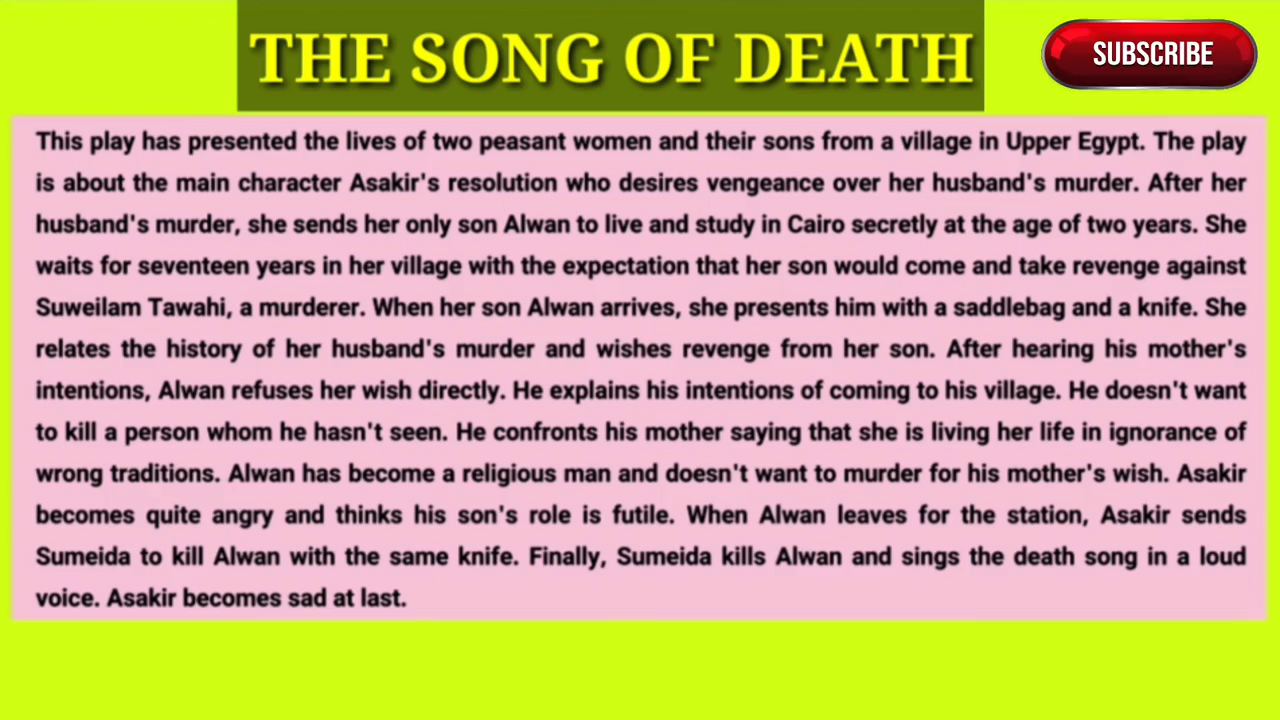 THE SONG OF DEATH
SUBSCRIBE
This play has presented the lives of two peasant women and their sons from a village in Upper Egypt. The play
is about the main character Asakir's resolution who desires vengeance over her husband's murder. After her
husband's murder, she sends her only son Alwan to live and study in Cairo secretly at the age of two years. She
waits for seventeen years in her village with the expectation that her son would come and take revenge against
Suweilam Tawahi, a murderer. When her son Alwan arrives, she presents him with a saddlebag and a knife. She
relates the history of her husband's murder and wishes revenge from her son. After hearing his mother's
intentions, Alwan refuses her wish directly. He explains his intentions of coming to his village. He doesn't want
to kill a person whom he hasn't seen. He confronts his mother saying that she is living her life in ignorance of
wrong traditions. Alwan has become a religious man and doesn't want to murder for his mother's wish. Asakir
becomes quite angry and thinks his son's role is futile. When Alwan leaves for the station, Asakir sends
Sumeida to kill Alwan with the same knife. Finally, Sumeida kills Alwan and sings the death song in a loud
voice. Asakir becomes sad at last.